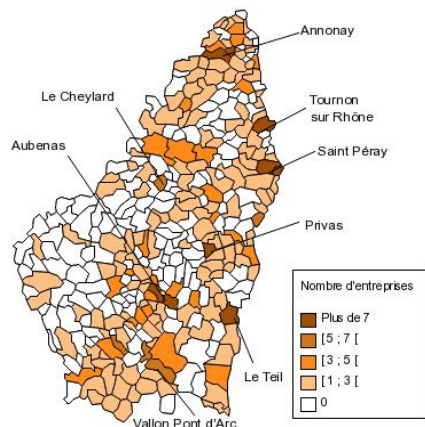 Annonay
Le Cheylard
Tournon
sur Rhône
Aubenas
Saint Péray
Privas
Nombre d'entreprises
Plus de 7
[ 5 ; 7 [
[ 3 ; 5 [
[ 1 ; 3 [
0
Le Teil
Vallon Pont d'Arc